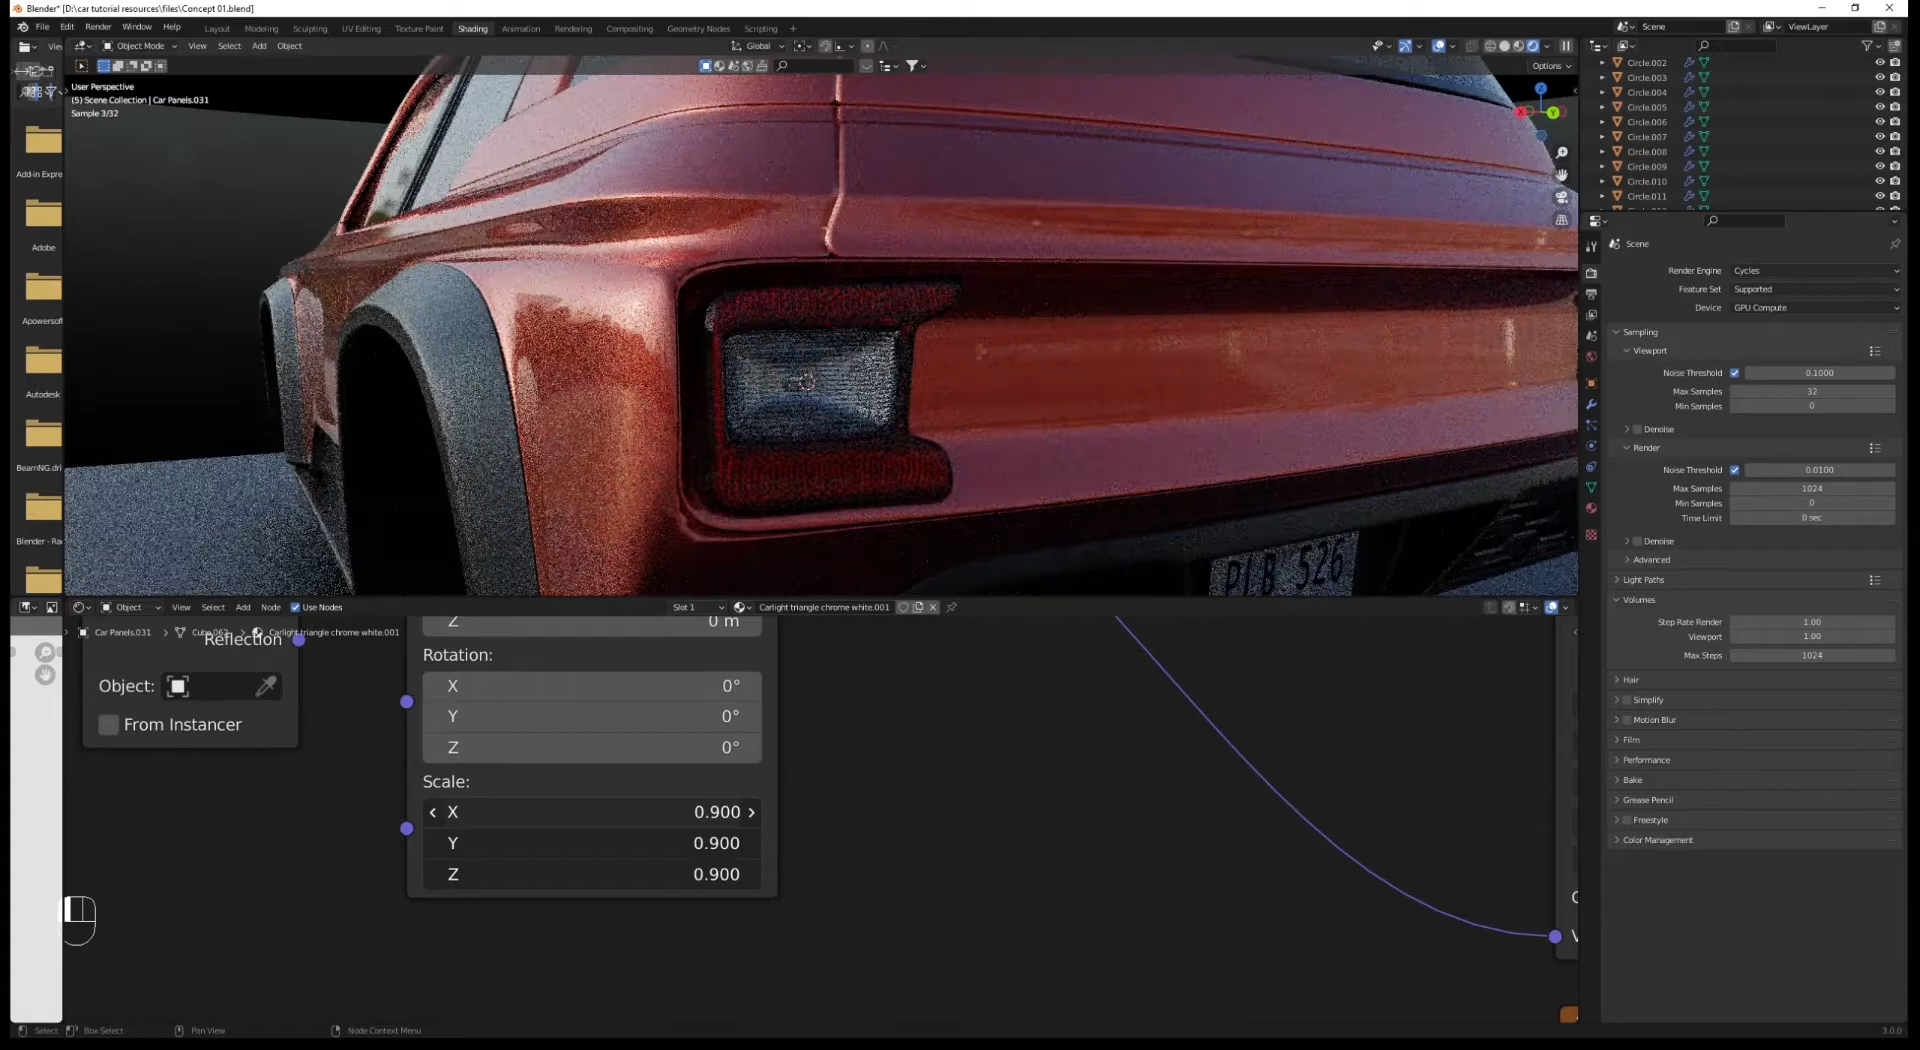 Blender* [D:\car tutorial resources\files\Concept 01.blend]
File Edit Render Window Help
Layout Modeling Sculpting UV Editing Texture Paint Shading Animation Rendering Compositing Geometry Nodes Scripting +
Scene
ViewLayer
Object Mode View Select Add Object
Global
Options
User Perspective
(5) Scene Collection | Car Panels.031
Sample 3/32
Add-in Expre
Adobe
Apowersof
Autodesk
BeamNG.dri
Blender - Ra
X
Y
Z
PLB 526
Circle.002
Circle.003
Circle.004
Circle.005
Circle.006
Circle.007
Circle.008
Circle.009
Circle.010
Circle.011
Scene
Render Engine Cycles
Feature Set Supported
Device GPU Compute
Sampling
Viewport
Noise Threshold 0.1000
Max Samples 32
Min Samples 0
Denoise
Render
Noise Threshold 0.0100
Max Samples 1024
Min Samples 0
Time Limit 0 sec
Denoise
Advanced
Light Paths
Volumes
Step Rate Render 1.00
Viewport 1.00
Max Steps 1024
Hair
Simplify
Motion Blur
Film
Performance
Bake
Grease Pencil
Freestyle
Color Management
Object View Select Add Node Use Nodes
Slot 1
Carlight triangle chrome white.001
Car Panels.031
Carlight triangle chrome white.001
Reflection
Object:
From Instancer
Z 0 m
Rotation:
X 0°
Y 0°
Z 0°
Scale:
X 0.900
Y 0.900
Z 0.900
Select Box Select Pan View Node Context Menu
3.0.0